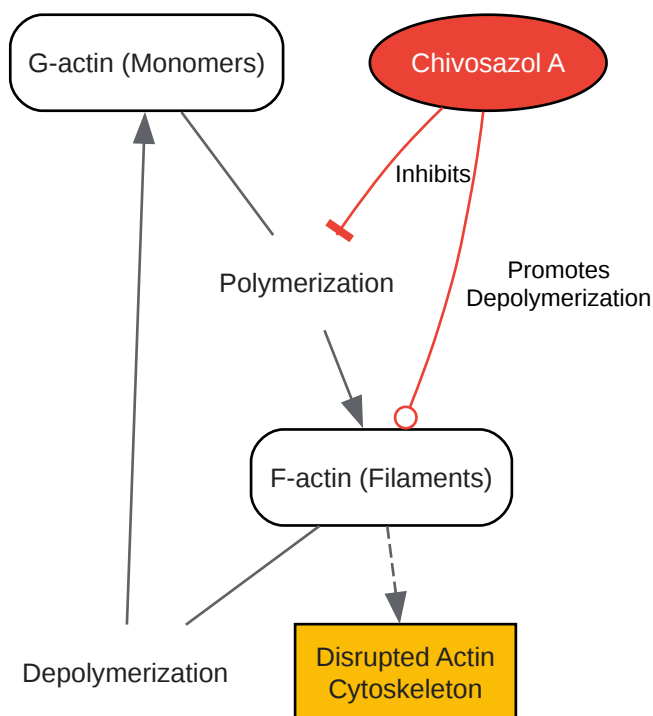 G-actin (Monomers)
Chivosazol A
Inhibits
Polymerization
Promotes
Depolymerization
F-actin (Filaments)
Depolymerization
Disrupted Actin
Cytoskeleton